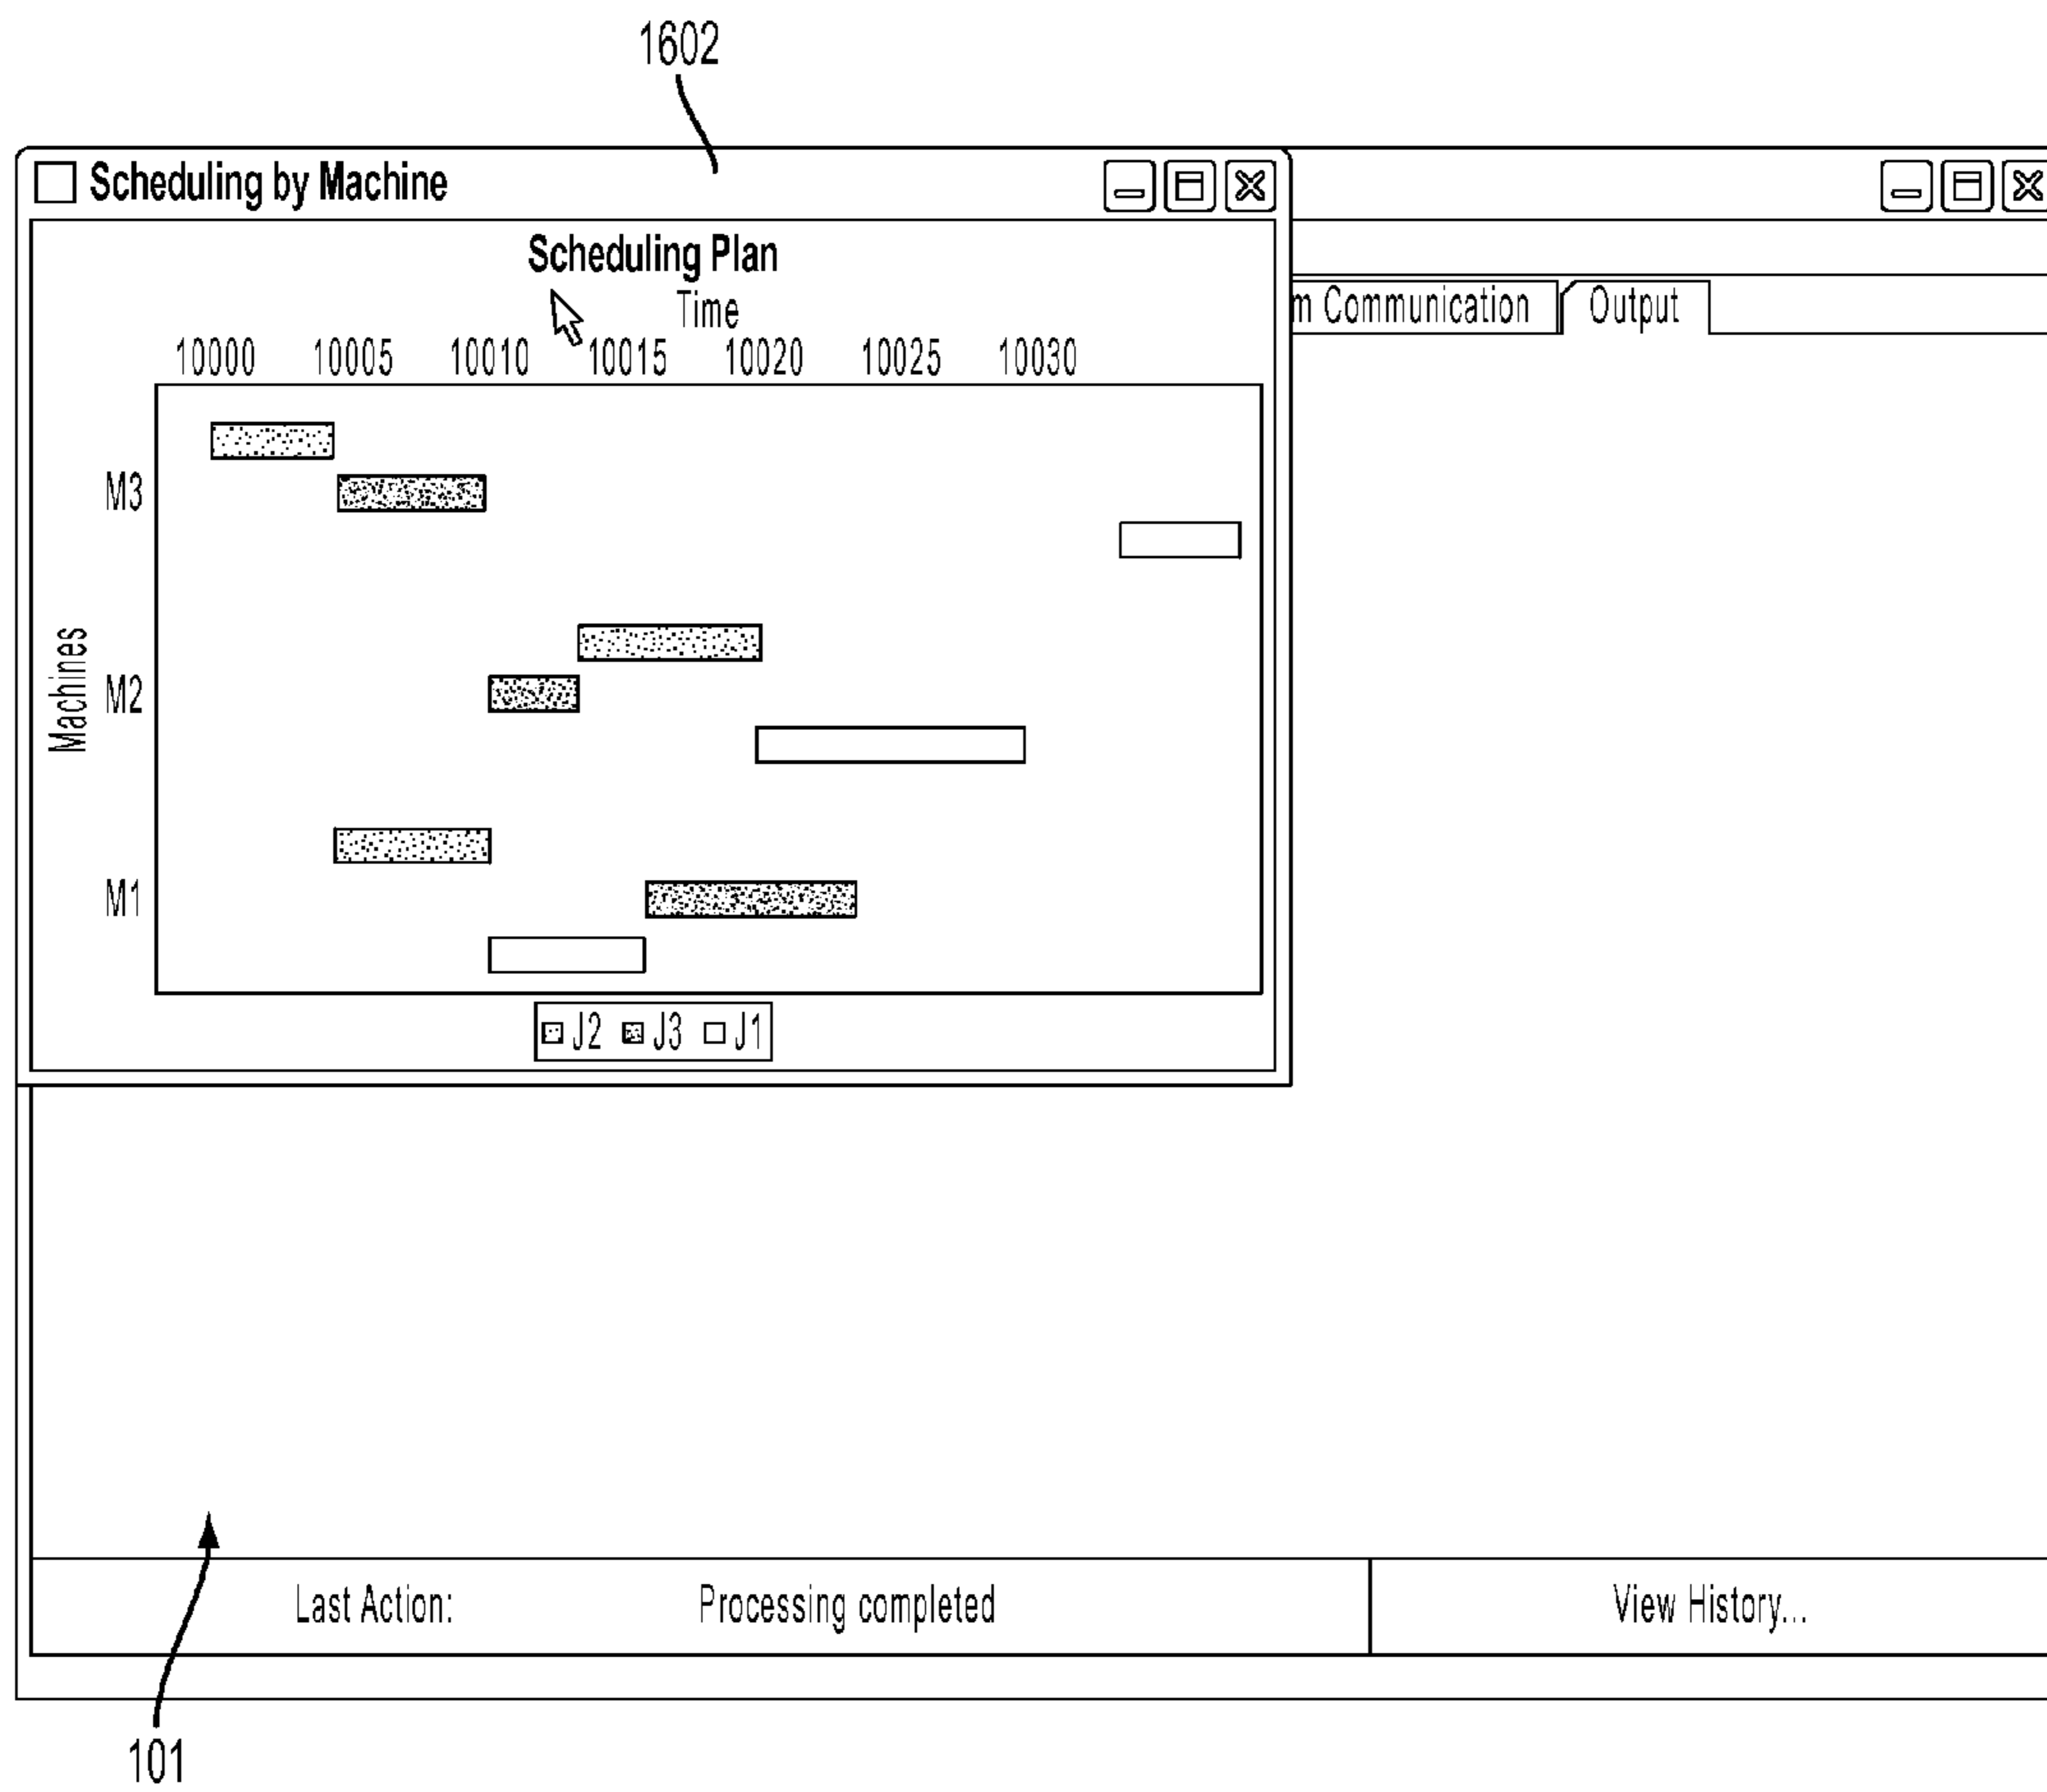 1602
Scheduling by Machine
Scheduling Plan
Time
m Communication
Output
10000 10005 10010 10015 10020 10025 10030
M3
Machines
M2
M1
J2 J3 J1
Last Action: Processing completed View History...
101